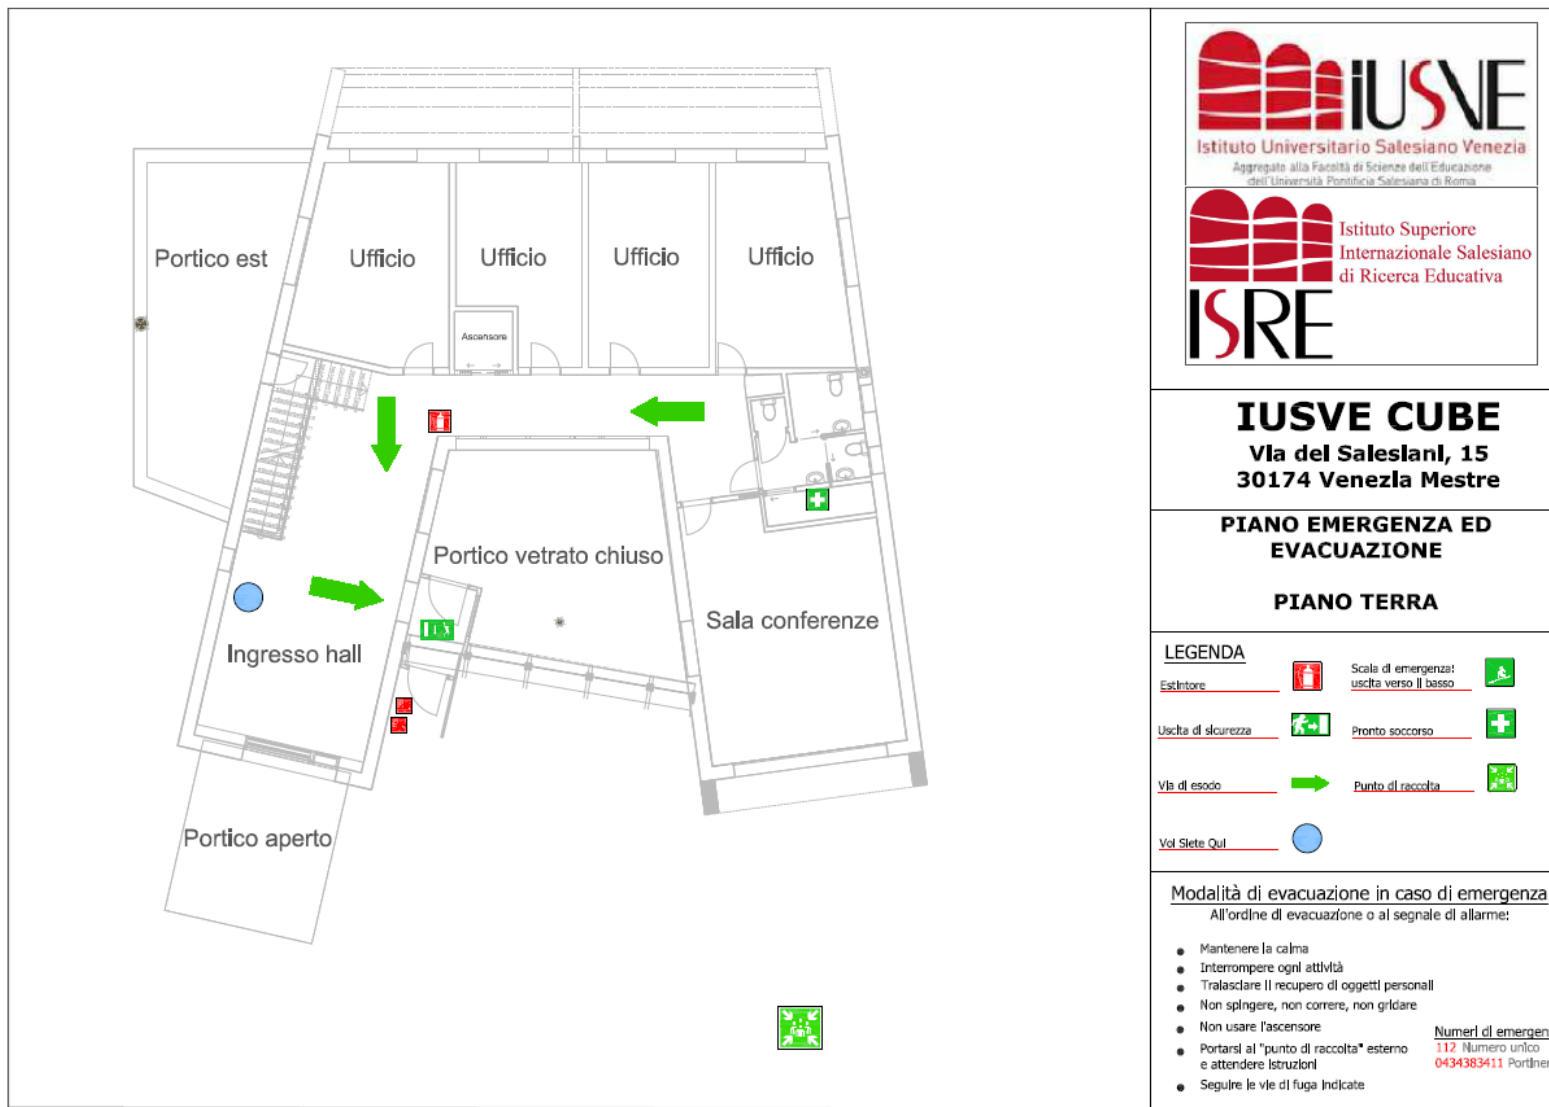 Portico est
Ufficio
Ufficio
Ufficio
Ufficio
Ascensore
Portico vetrato chiuso
Sala conferenze
Ingresso hall
Portico aperto
IUSVE
Istituto Universitario Salesiano Venezia
Aggregato alla Facoltà di Scienze dell'Educazione
dell'Università Pontificia Salesiana di Roma
Istituto Superiore
Internazionale Salesiano
di Ricerca Educativa
ISRE
IUSVE CUBE
Via dei Salesiani, 15
30174 Venezia Mestre
PIANO EMERGENZA ED
EVACUAZIONE
PIANO TERRA
LEGENDA
Estintore
Scala di emergenza:
uscita verso il basso
Uscita di sicurezza
Pronto soccorso
Via di esodo
Punto di raccolta
Voi Siete Qui
Modalità di evacuazione in caso di emergenza
All'ordine di evacuazione o al segnale di allarme:
Mantenere la calma
Interrompere ogni attività
Tralasciare il recupero di oggetti personali
Non spingere, non correre, non gridare
Non usare l'ascensore
Portarsi al "punto di raccolta" esterno
e attendere istruzioni
Seguire le vie di fuga indicate
Numeri di emergen
112 Numero unico
0434383411 Portiner